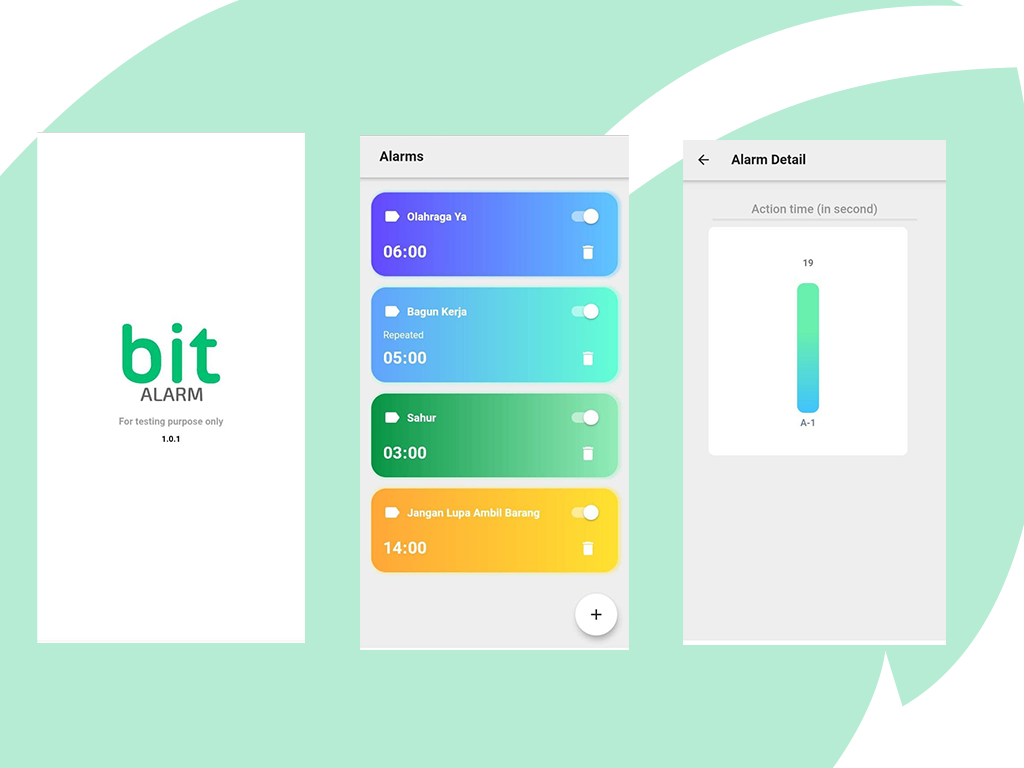 bit
ALARM
For testing purpose only
1.0.1
Alarms
Olahraga Ya
06:00
Bagun Kerja
Repeated
05:00
Sahur
03:00
Jangan Lupa Ambil Barang
14:00
+
Alarm Detail
Action time (in second)
19
A-1